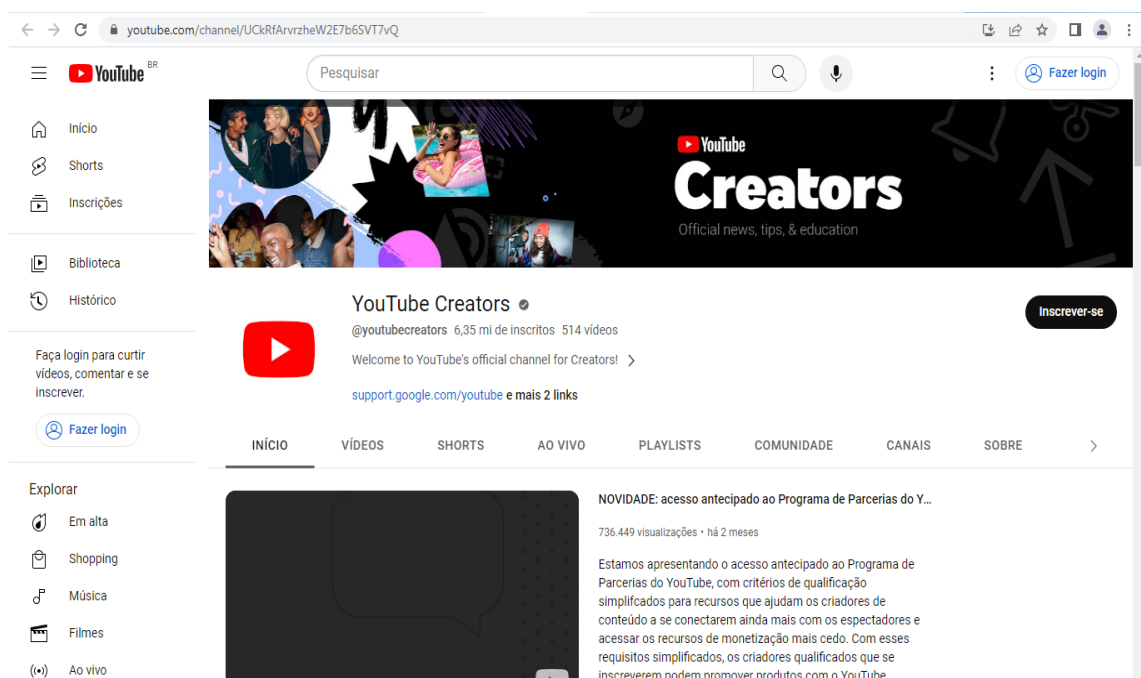 youtube.com/channel/UCkRfArvrzheW2E7b6SVT7vQ
YouTube BR
Pesquisar
Fazer login
Início
Shorts
Inscrições
Biblioteca
Histórico
Faça login para curtir
vídeos, comentar e se
inscrever.
Fazer login
Explorar
Em alta
Shopping
Música
Filmes
Ao vivo
YouTube
Creators
Official news, tips, & education
YouTube Creators
@youtubecreators 6,35 mi de inscritos 514 vídeos
Welcome to YouTube's official channel for Creators!
support.google.com/youtube e mais 2 links
Inscrever-se
INÍCIO VÍDEOS SHORTS AO VIVO PLAYLISTS COMUNIDADE CANAIS SOBRE
NOVIDADE: acesso antecipado ao Programa de Parcerias do Y...
736.449 visualizações • há 2 meses
Estamos apresentando o acesso antecipado ao Programa de
Parcerias do YouTube, com critérios de qualificação
simplifcados para recursos que ajudam os criadores de
conteúdo a se conectarem ainda mais com os espectadores e
acessar os recursos de monetização mais cedo. Com esses
requisitos simplificados, os criadores qualificados que se
inscreverem podem promover produtos com o YouTube